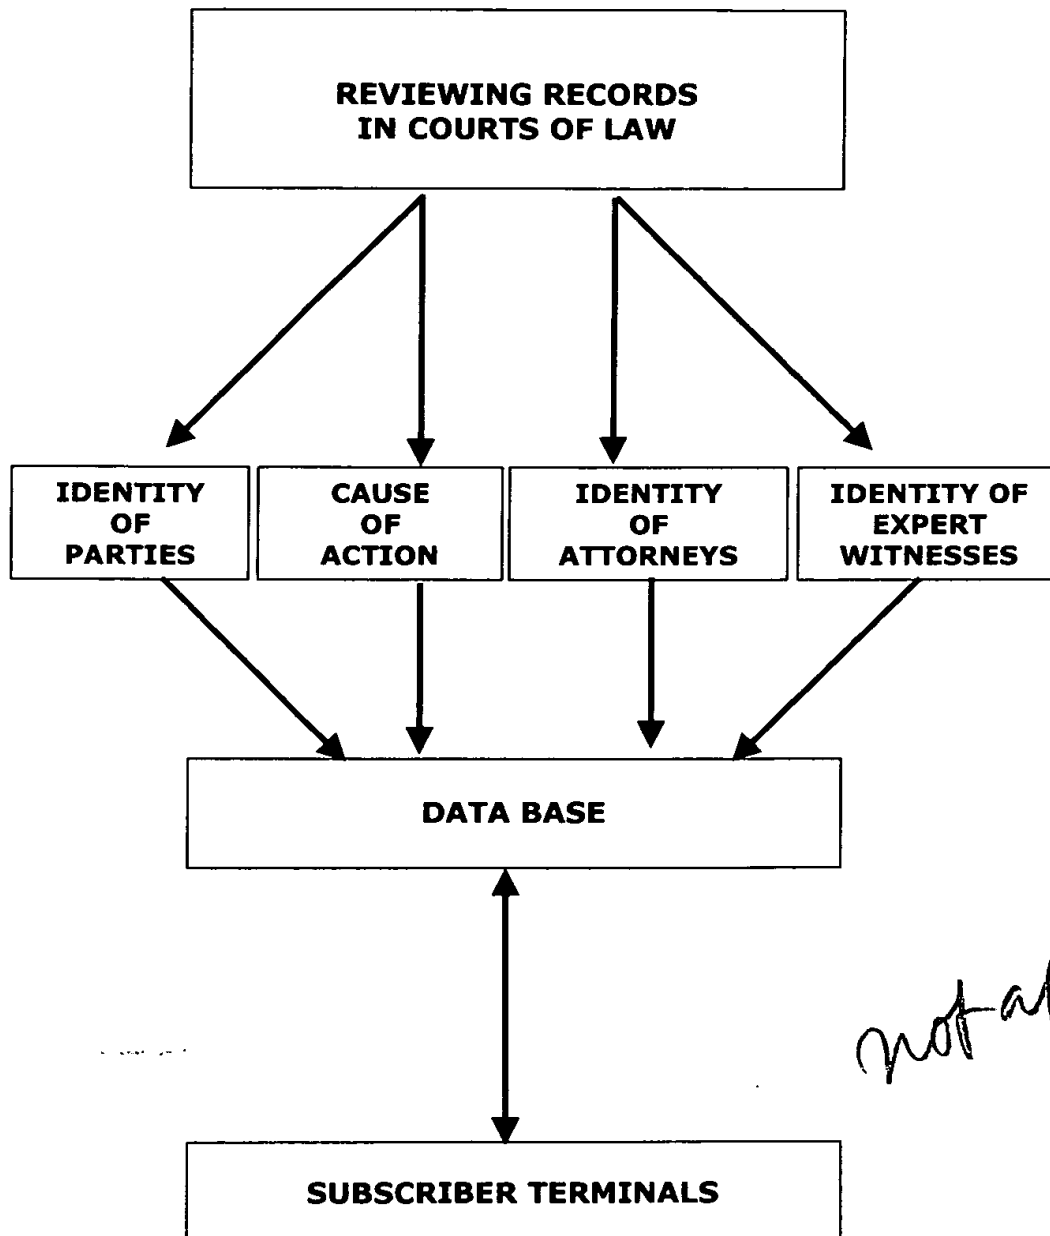 REVIEWING RECORDS
IN COURTS OF LAW
IDENTITY
OF
PARTIES
CAUSE
OF
ACTION
IDENTITY
OF
ATTORNEYS
IDENTITY OF
EXPERT
WITNESSES
DATA BASE
not
SUBSCRIBER TERMINALS